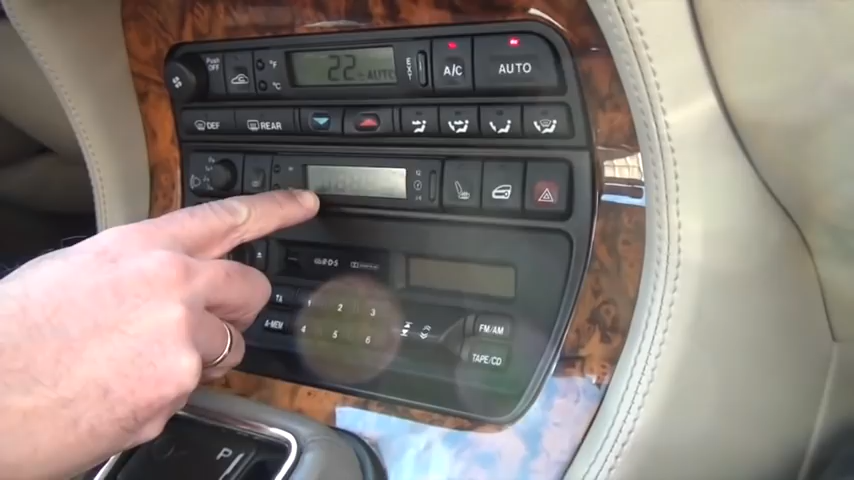 PUSH OFF °F °C 22 AUTO EXT A/C AUTO
DEF REAR
R·D·S
TA 1 2 3
A-MEM 4 5 6 FM/AM
TAPE/CD
P